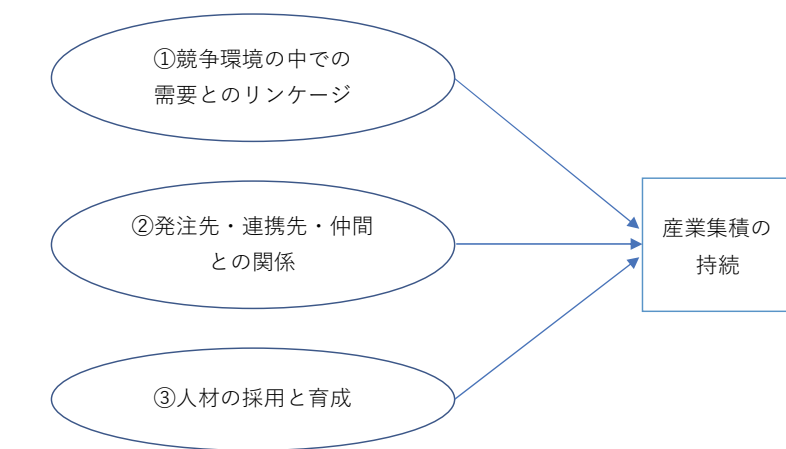 ①競争環境の中での
需要とのリンケージ
②発注先・連携先・仲間
との関係
③人材の採用と育成
産業集積の
持続